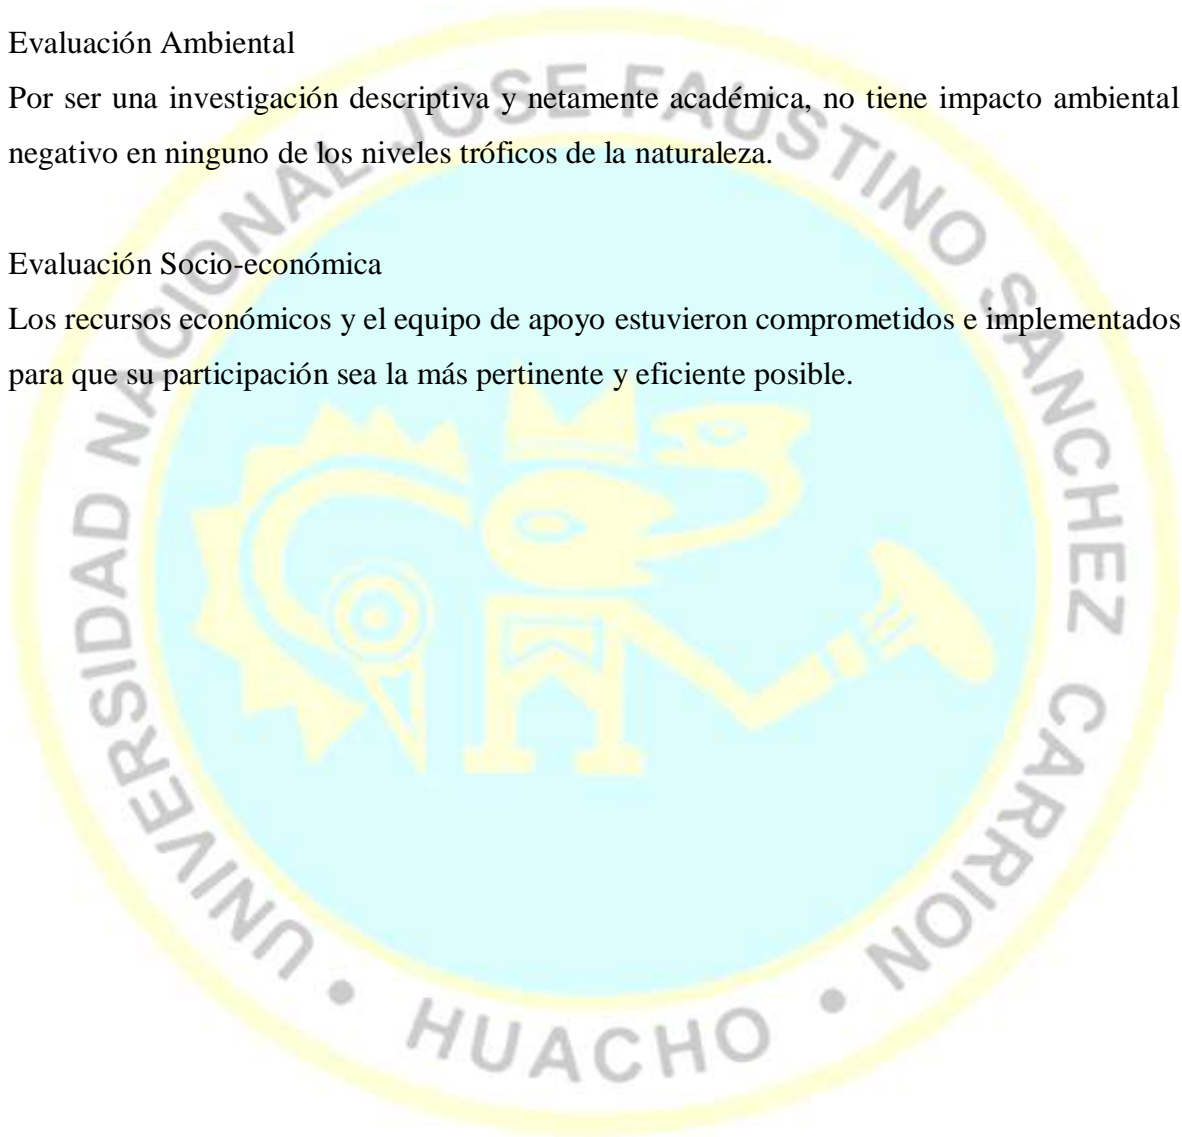 Evaluación Ambiental
Por ser una investigación descriptiva y netamente académica, no tiene impacto ambiental
negativo en ninguno de los niveles tróficos de la naturaleza.
Evaluación Socio-económica
Los recursos económicos y el equipo de apoyo estuvieron comprometidos e implementados
para que su participación sea la más pertinente y eficiente posible.
UNIVERSIDAD NACIONAL JOSE FAUSTINO SANCHEZ CARRION
• HUACHO •